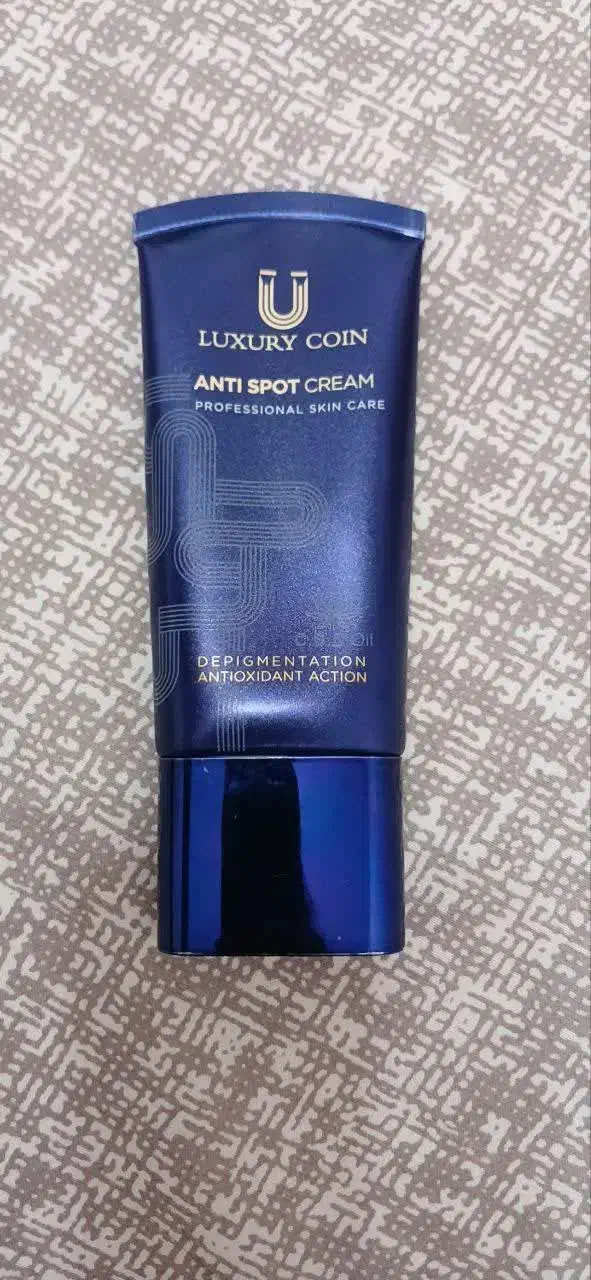 LUXURY COIN
ANTI SPOT CREAM
PROFESSIONAL SKIN CARE
DEPIGMENTATION
ANTIOXIDANT ACTION